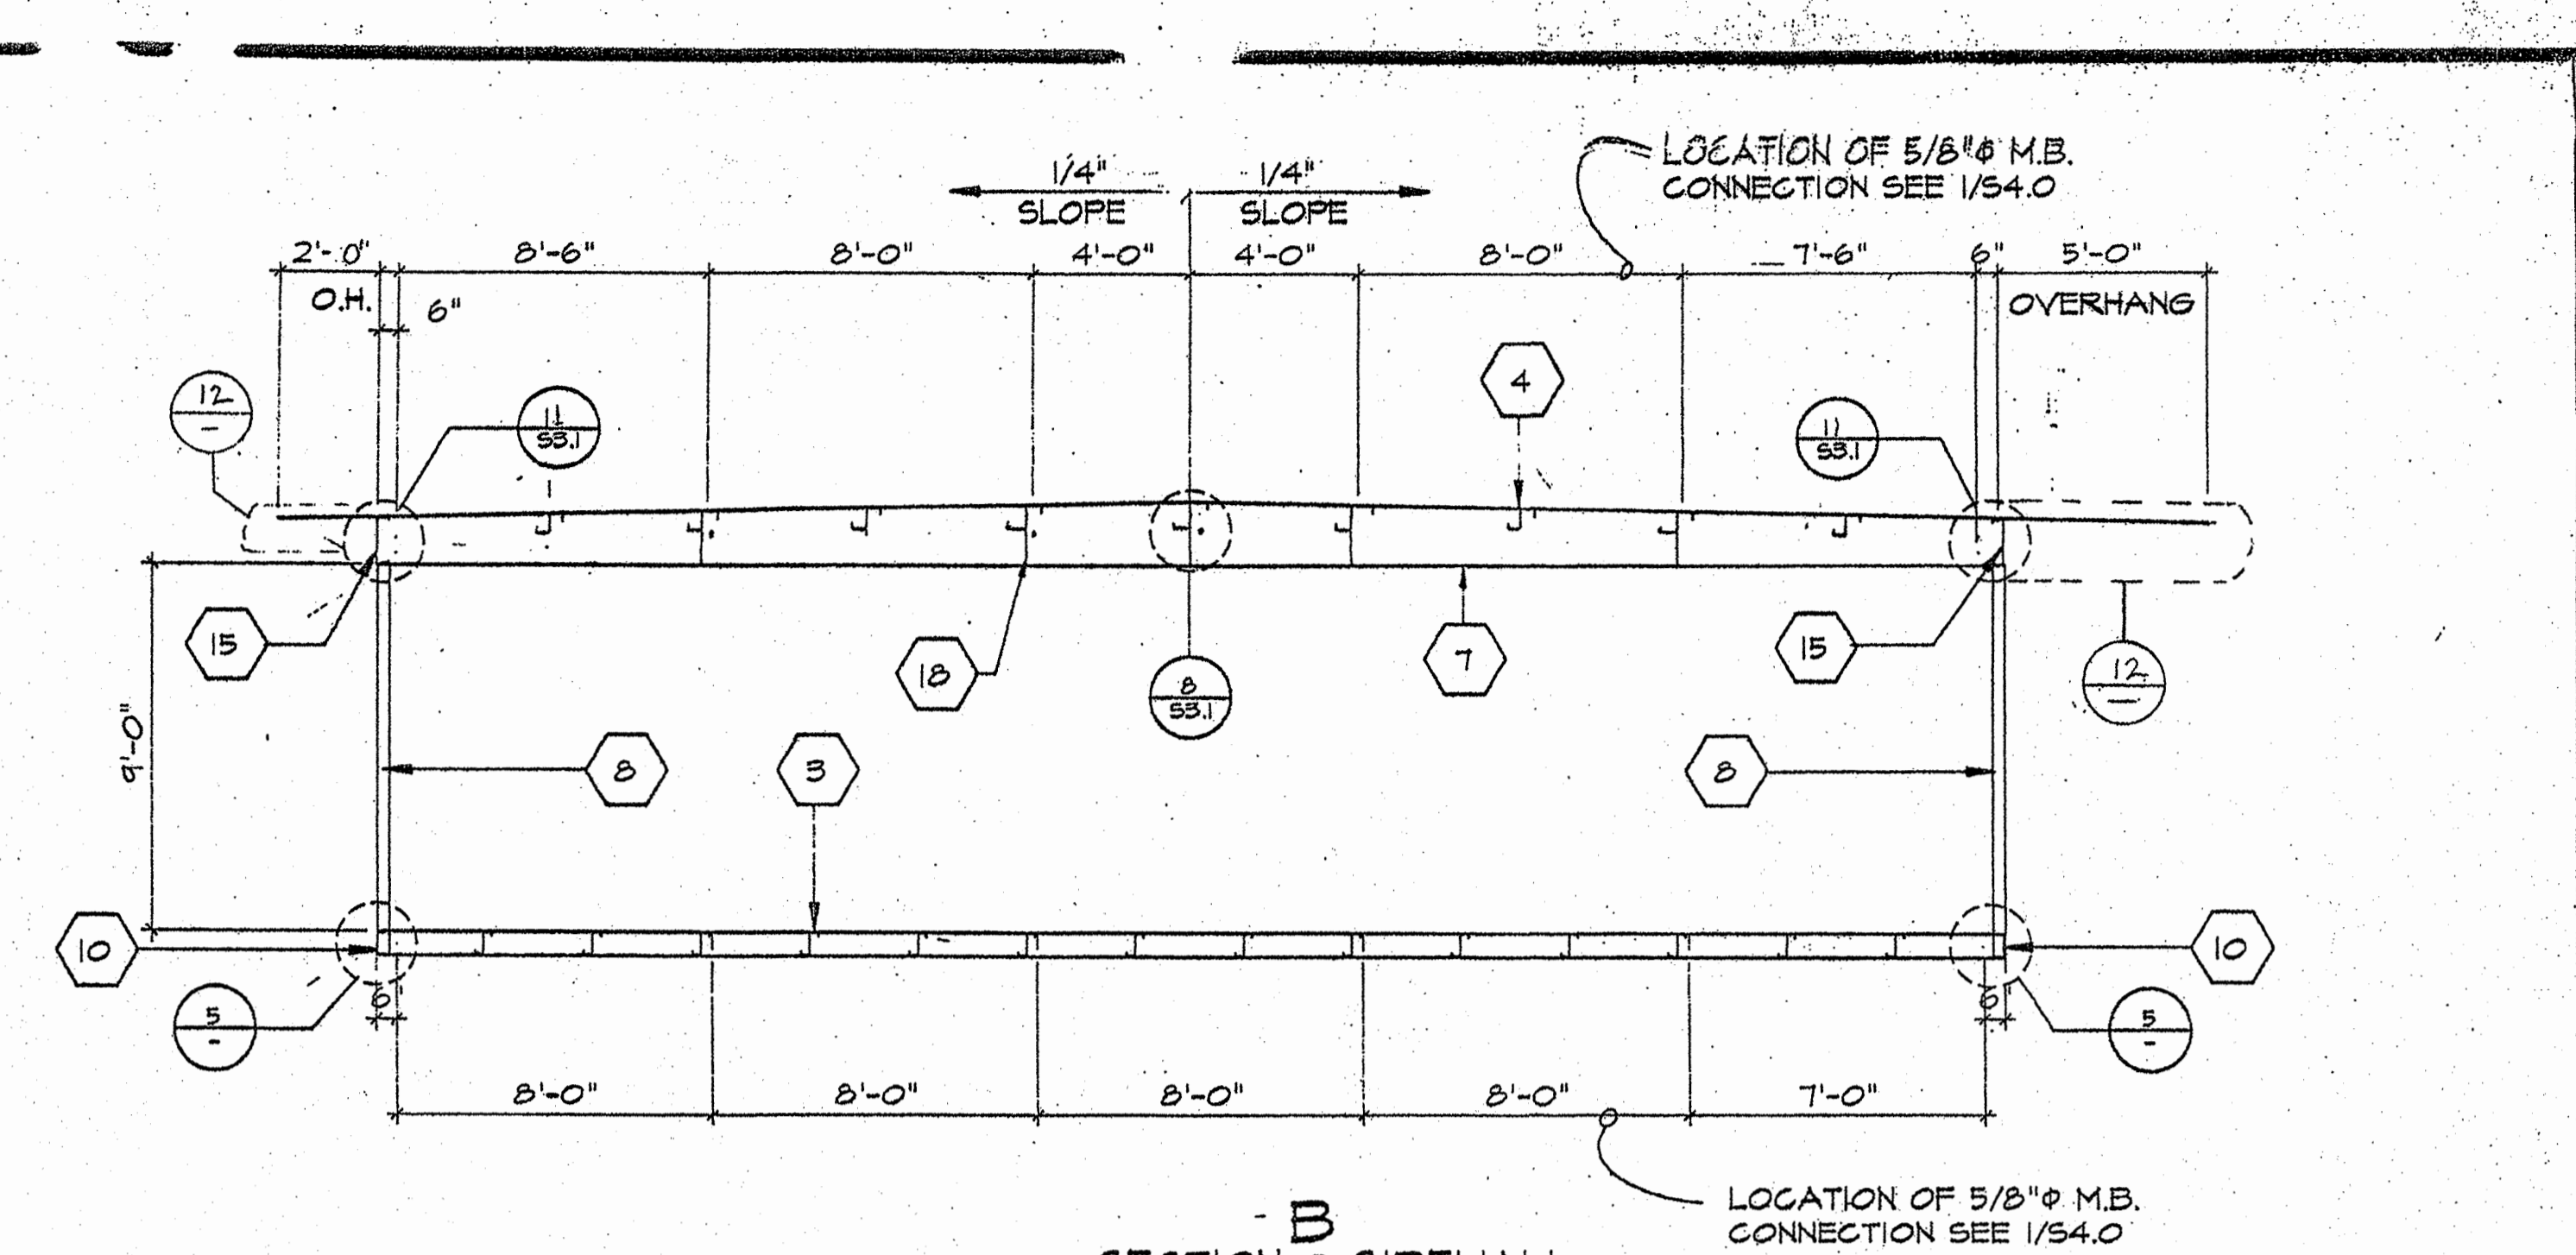 LOCATION OF 5/8"Φ M.B.
CONNECTION SEE 1/S4.0
1/4" 1/4"
SLOPE SLOPE
2'-0" 8'-6" 8'-0" 4'-0" 4'-0" 8'-0" 7'-6" 6" 5'-0"
O.H. 6" OVERHANG
4
12
-
11
S3.1
11
S3.1
15
18
8
S3.1
7
15
12
-
9'-0"
8
3
8
10
10
6"
6"
5
-
5
-
8'-0" 8'-0" 8'-0" 8'-0" 7'-0"
LOCATION OF 5/8"Φ M.B.
CONNECTION SEE 1/S4.0
B